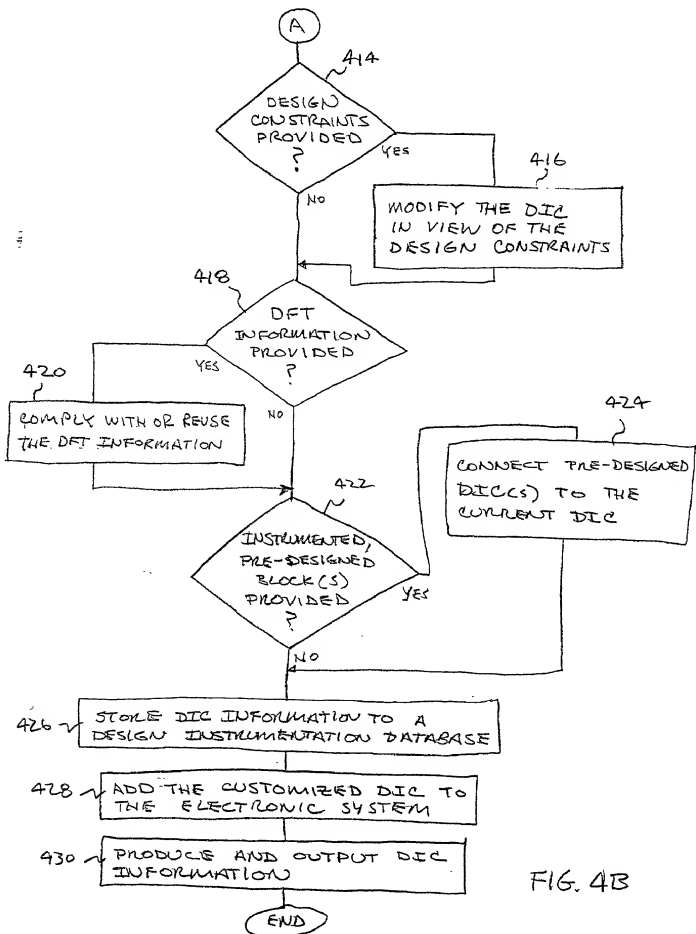 A
414
DESIGN
CONSTRAINTS
PROVIDED
?
YES
NO
416
MODIFY THE DIC
IN VIEW OF THE
DESIGN CONSTRAINTS
418
DFT
INFORMATION
PROVIDED
?
YES
NO
420
COMPLY WITH OR REUSE
THE DFT INFORMATION
422
INSTRUMENTED,
PRE-DESIGNED
BLOCK(S)
PROVIDED
?
YES
NO
424
CONNECT PRE-DESIGNED
DIC(S) TO THE
CURRENT DIC
426
STORE DIC INFORMATION TO A
DESIGN INSTRUMENTATION DATABASE
428
ADD THE CUSTOMIZED DIC TO
THE ELECTRONIC SYSTEM
430
PRODUCE AND OUTPUT DIC
INFORMATION
END
FIG. 4B